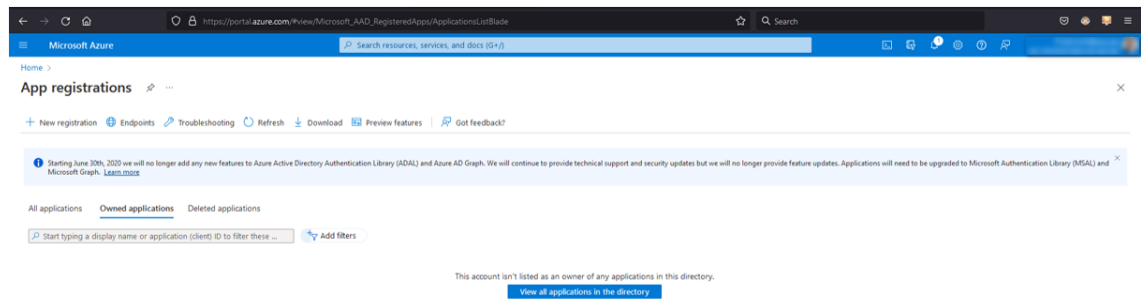 https://portal.azure.com/#view/Microsoft_AAD_RegisteredApps/ApplicationsListBlade
Search
Microsoft Azure
Search resources, services, and docs (G+/)
Home >
App registrations
New registration
Endpoints
Troubleshooting
Refresh
Download
Preview features
Got feedback?
Starting June 30th, 2020 we will no longer add any new features to Azure Active Directory Authentication Library (ADAL) and Azure AD Graph. We will continue to provide technical support and security updates but we will no longer provide feature updates. Applications will need to be upgraded to Microsoft Authentication Library (MSAL) and
Microsoft Graph. Learn more
All applications
Owned applications
Deleted applications
Start typing a display name or application (client) ID to filter these ...
Add filters
This account isn't listed as an owner of any applications in this directory.
View all applications in the directory